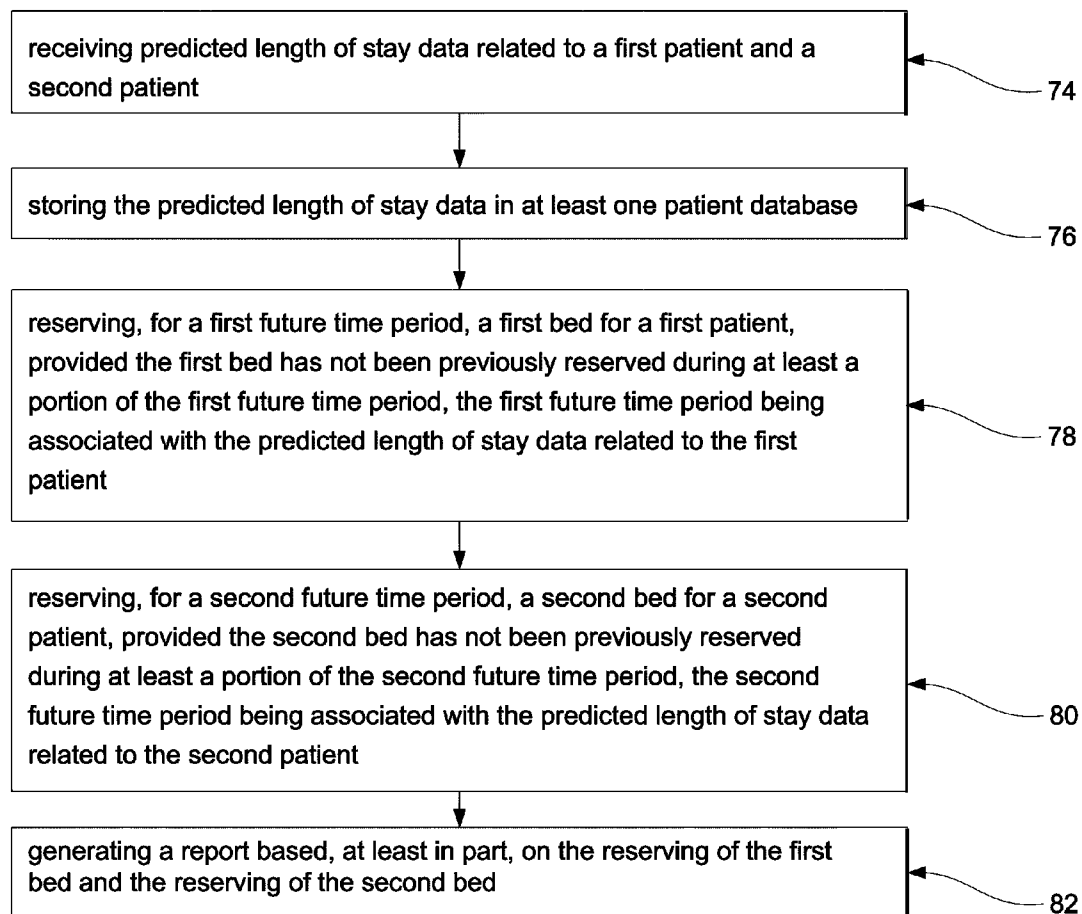 receiving predicted length of stay data related to a first patient and a
second patient
74
storing the predicted length of stay data in at least one patient database
76
reserving, for a first future time period, a first bed for a first patient,
provided the first bed has not been previously reserved during at least a
portion of the first future time period, the first future time period being
associated with the predicted length of stay data related to the first
patient
78
reserving, for a second future time period, a second bed for a second
patient, provided the second bed has not been previously reserved
during at least a portion of the second future time period, the second
future time period being associated with the predicted length of stay data
related to the second patient
80
generating a report based, at least in part, on the reserving of the first
bed and the reserving of the second bed
82